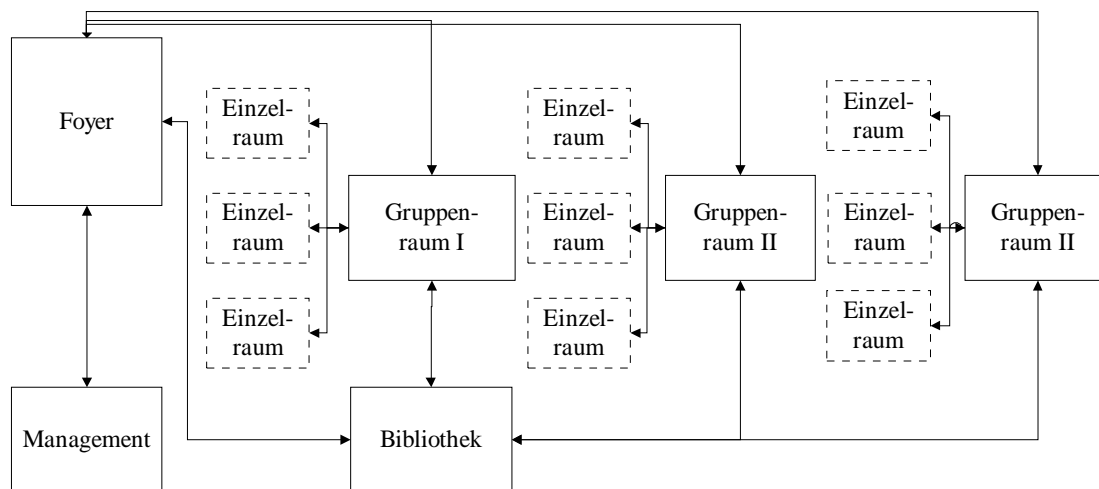 Foyer
Einzel-
raum
Einzel-
raum
Einzel-
raum
Gruppen-
raum I
Einzel-
raum
Einzel-
raum
Einzel-
raum
Gruppen-
raum II
Einzel-
raum
Einzel-
raum
Einzel-
raum
Gruppen-
raum II
Management
Bibliothek